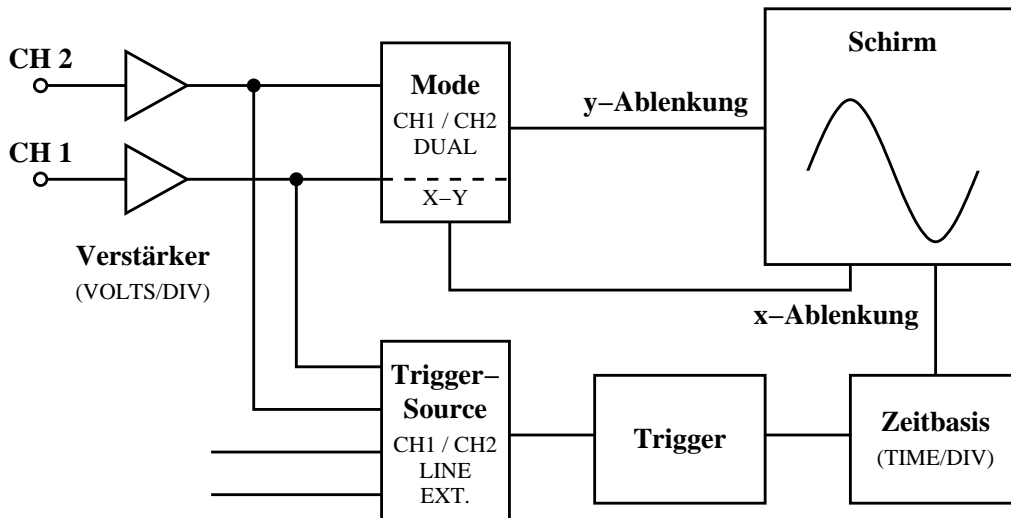 Schirm
CH 2
Mode
y–Ablenkung
CH1 / CH2
DUAL
CH 1
X–Y
Verstärker
(VOLTS/DIV)
x–Ablenkung
Trigger–
Source
CH1 / CH2
LINE
EXT.
Trigger
Zeitbasis
(TIME/DIV)